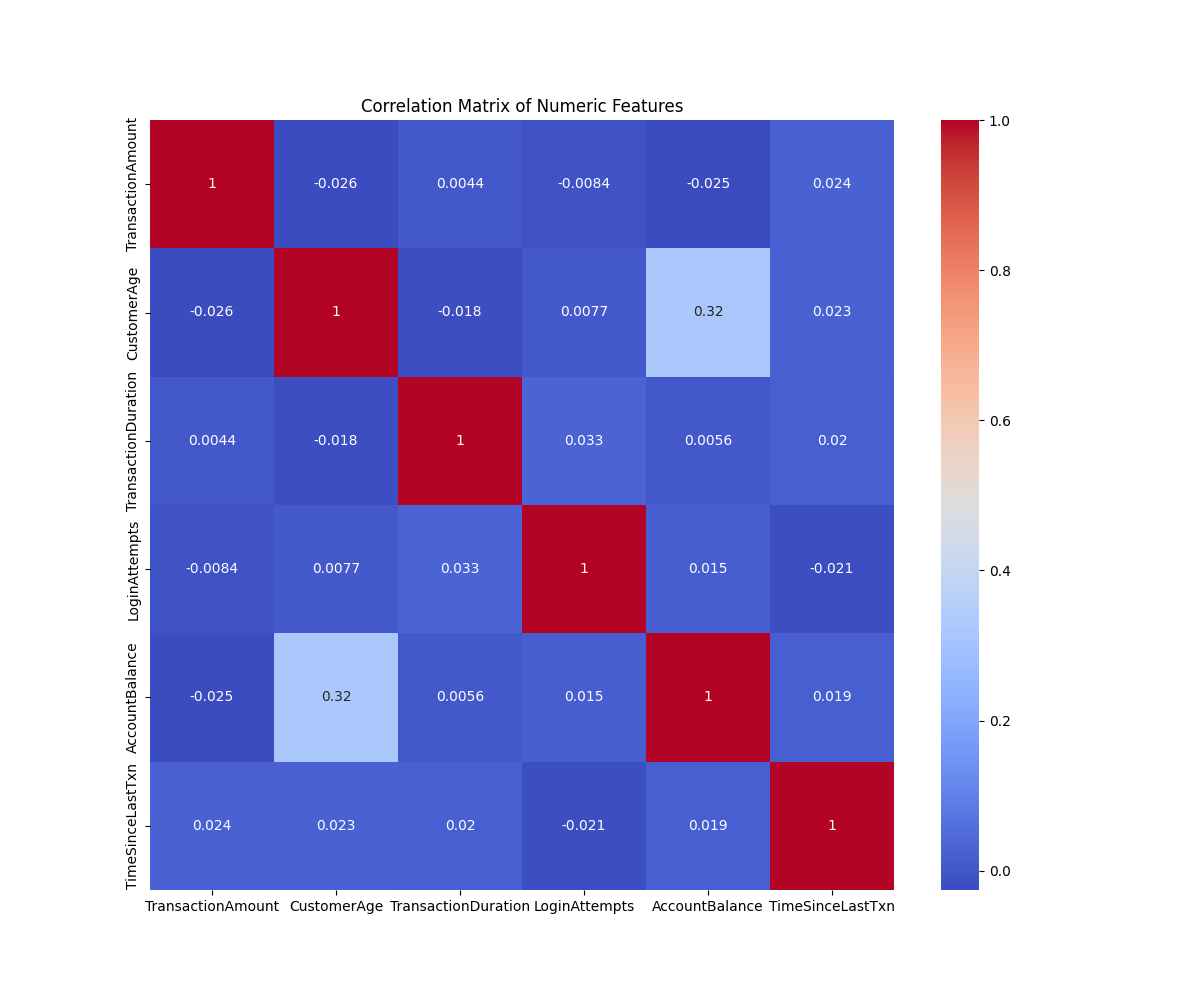 Correlation Matrix of Numeric Features
TransactionAmount
1 -0.026 0.0044 -0.0084 -0.025 0.024
CustomerAge
-0.026 1 -0.018 0.0077 0.32 0.023
TransactionDuration
0.0044 -0.018 1 0.033 0.0056 0.02
LoginAttempts
-0.0084 0.0077 0.033 1 0.015 -0.021
AccountBalance
-0.025 0.32 0.0056 0.015 1 0.019
TimeSinceLastTxn
0.024 0.023 0.02 -0.021 0.019 1
TransactionAmount CustomerAge TransactionDuration LoginAttempts AccountBalance TimeSinceLastTxn
1.0
0.8
0.6
0.4
0.2
0.0